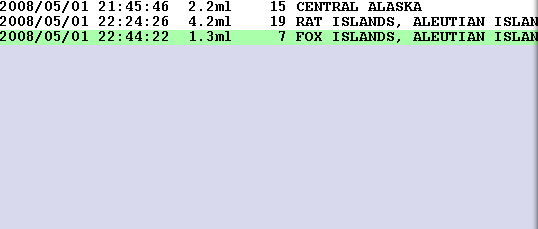 2008/05/01 21:45:46 2.2ml 15 CENTRAL ALASKA
2008/05/01 22:24:26 4.2ml 19 RAT ISLANDS, ALEUTIAN ISLAN
2008/05/01 22:44:22 1.3ml 7 FOX ISLANDS, ALEUTIAN ISLAN